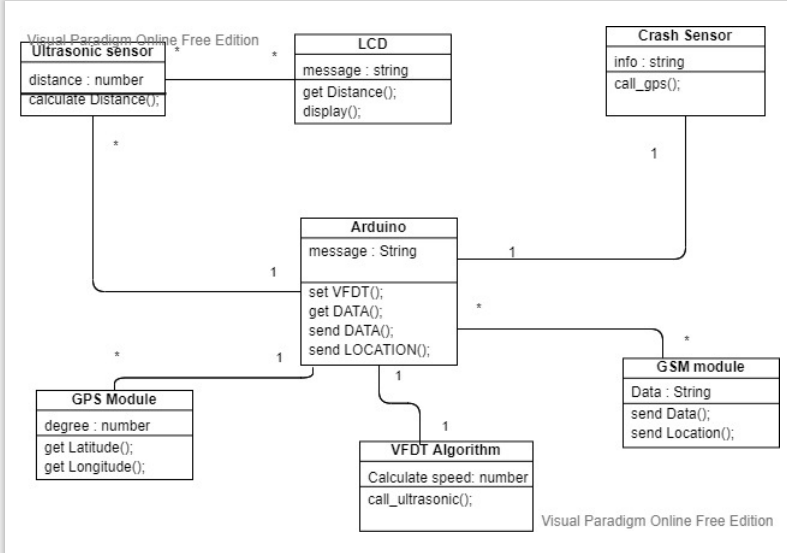 Visual Paradigm Online Free Edition
Ultrasonic sensor
distance : number
calculate Distance();
*
*
LCD
message : string
get Distance();
display();
Crash Sensor
info : string
call_gps();
*
1
1
1
Arduino
message : String
set VFDT();
get DATA();
send DATA();
send LOCATION();
*
*
*
1
1
1
GPS Module
degree : number
get Latitude();
get Longitude();
GSM module
Data : String
send Data();
send Location();
VFDT Algorithm
Calculate speed: number
call_ultrasonic();
Visual Paradigm Online Free Edition